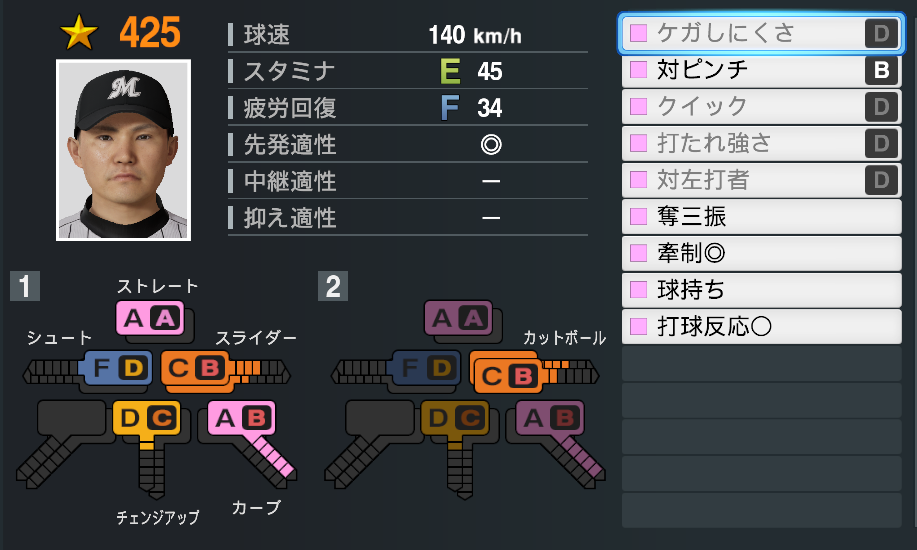 425
球速 140 km/h
スタミナ E 45
疲労回復 F 34
先発適性 ◎
中継適性 ー
抑え適性 ー
M
ケガしにくさ D
対ピンチ B
クイック D
打たれ強さ D
対左打者 D
奪三振
牽制◎
球持ち
打球反応〇
1
ストレート
A A
シュート
F D
スライダー
C B
D C
チェンジアップ
A B
カーブ
2
A A
カットボール
F D
C B
D C
A B